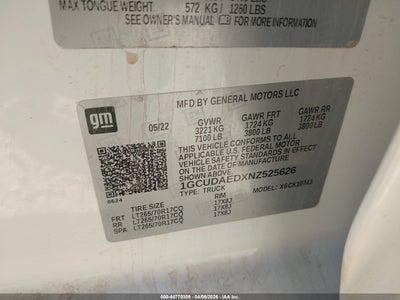 MAX TONGUE WEIGHT:
572 KG / 1260 LBS
SEE OWNER'S MANUAL FOR MORE INFORMATION
MFD BY GENERAL MOTORS LLC
gm
05/22
GVWR
3221 KG
7100 LB
GAWR FRT
1724 KG
3800 LB
GAWR RR
1724 KG
3800 LB
THIS VEHICLE CONFORMS TO ALL APPLICABLE U.S.
FEDERAL MOTOR VEHICLE SAFETY STANDARDS IN
EFFECT ON THE DATE OF MANUFACTURE SHOWN ABOVE.
1GCUDAEDXNZ525626
TYPE: TRUCK
MODEL:
TIRE SIZE
RIM
FRT LT265/70R17CQ 17X8J
RR LT265/70R17CQ 17X8J
SPA LT265/70R17CQ 17X8J
000-44770309 - 04/06/2026 - IAAI